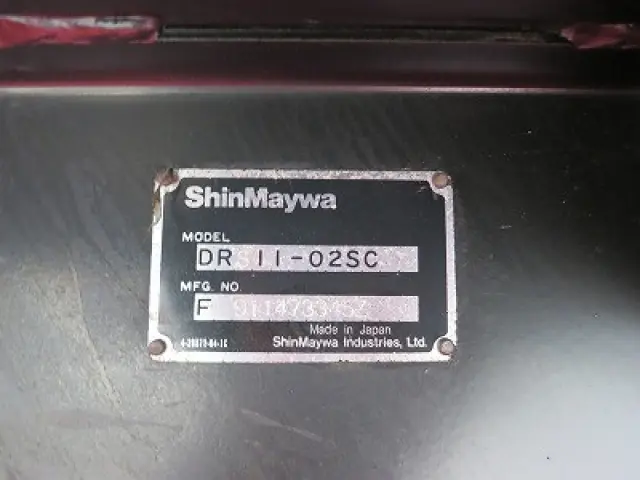 ShinMaywa
MODEL
DR 11-02SC
MFG. NO.
F
Made in Japan
ShinMaywa Industries, Ltd.